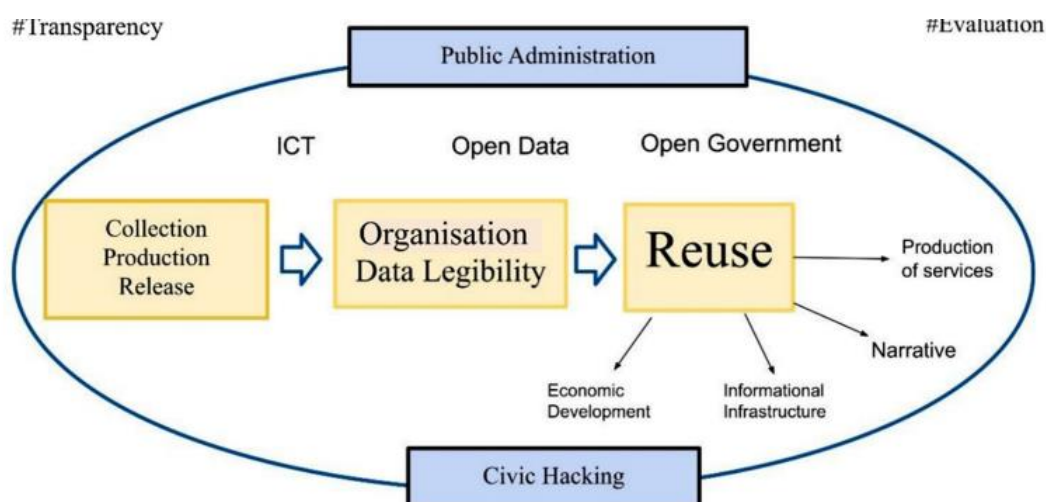 #Transparency
#Evaluation
Public Administration
ICT
Open Data
Open Government
Collection
Production
Release
Organisation
Data Legibility
Reuse
Production
of services
Narrative
Economic
Development
Informational
Infrastructure
Civic Hacking